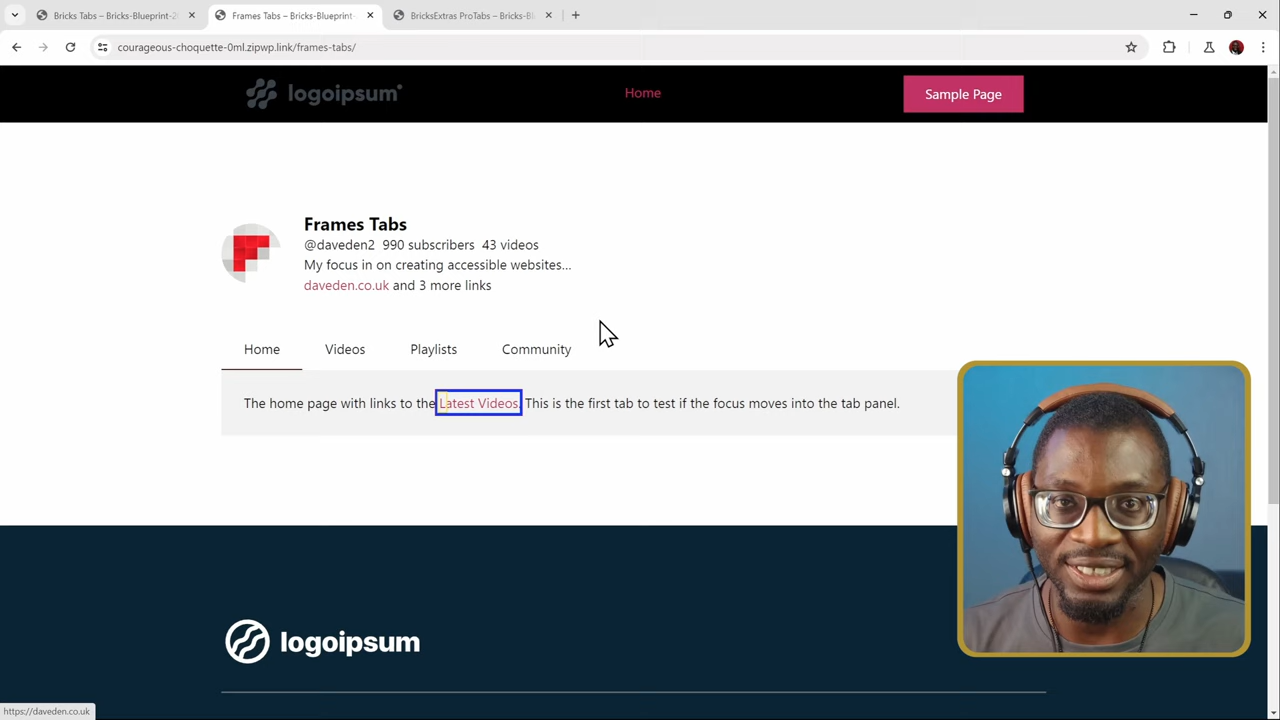 Bricks Tabs – Bricks-Blueprint-2
Frames Tabs – Bricks-Blueprint-
BricksExtras ProTabs – Bricks-Bl
courageous-choquette-0ml.zipwp.link/frames-tabs/
logoipsum
Home
Sample Page
Frames Tabs
@daveden2 990 subscribers 43 videos
My focus in on creating accessible websites...
daveden.co.uk and 3 more links
Home
Videos
Playlists
Community
The home page with links to the Latest Videos. This is the first tab to test if the focus moves into the tab panel.
logoipsum
https://daveden.co.uk